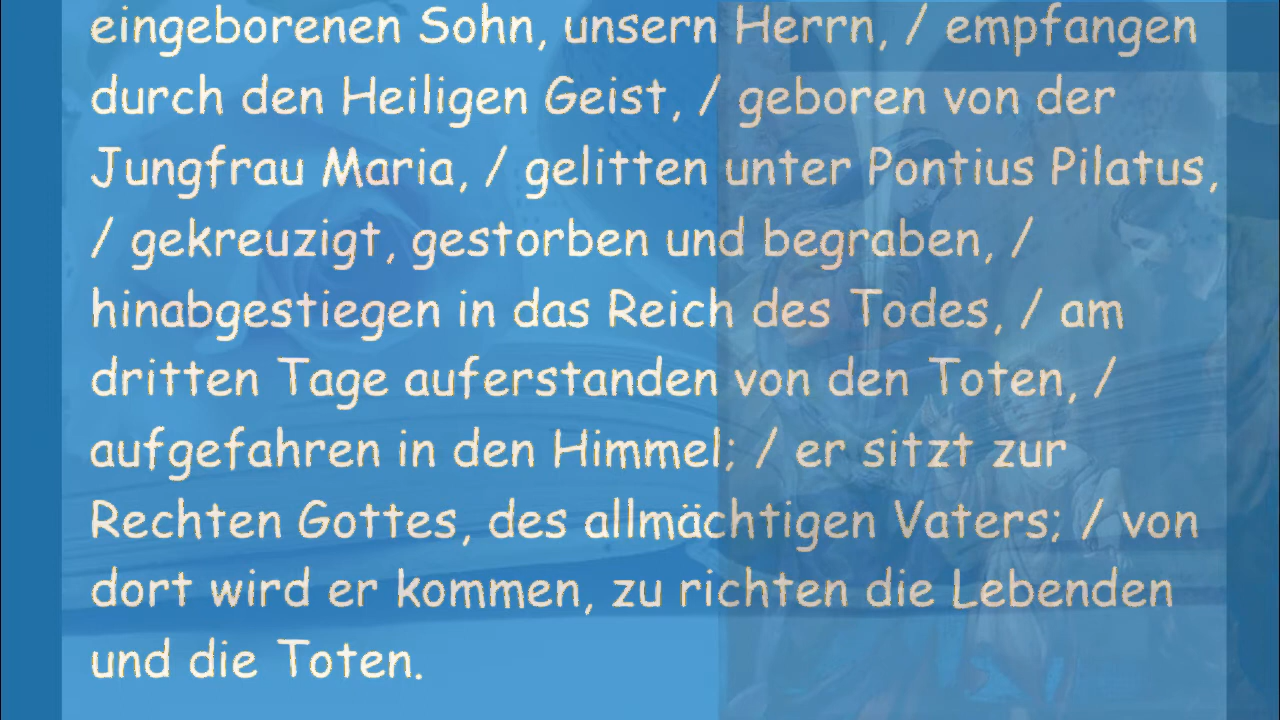 eingeborenen Sohn, unsern Herrn, / empfangen
durch den Heiligen Geist, / geboren von der
Jungfrau Maria, / gelitten unter Pontius Pilatus,
/ gekreuzigt, gestorben und begraben, /
hinabgestiegen in das Reich des Todes, / am
dritten Tage auferstanden von den Toten, /
aufgefahren in den Himmel; / er sitzt zur
Rechten Gottes, des allmächtigen Vaters; / von
dort wird er kommen, zu richten die Lebenden
und die Toten.